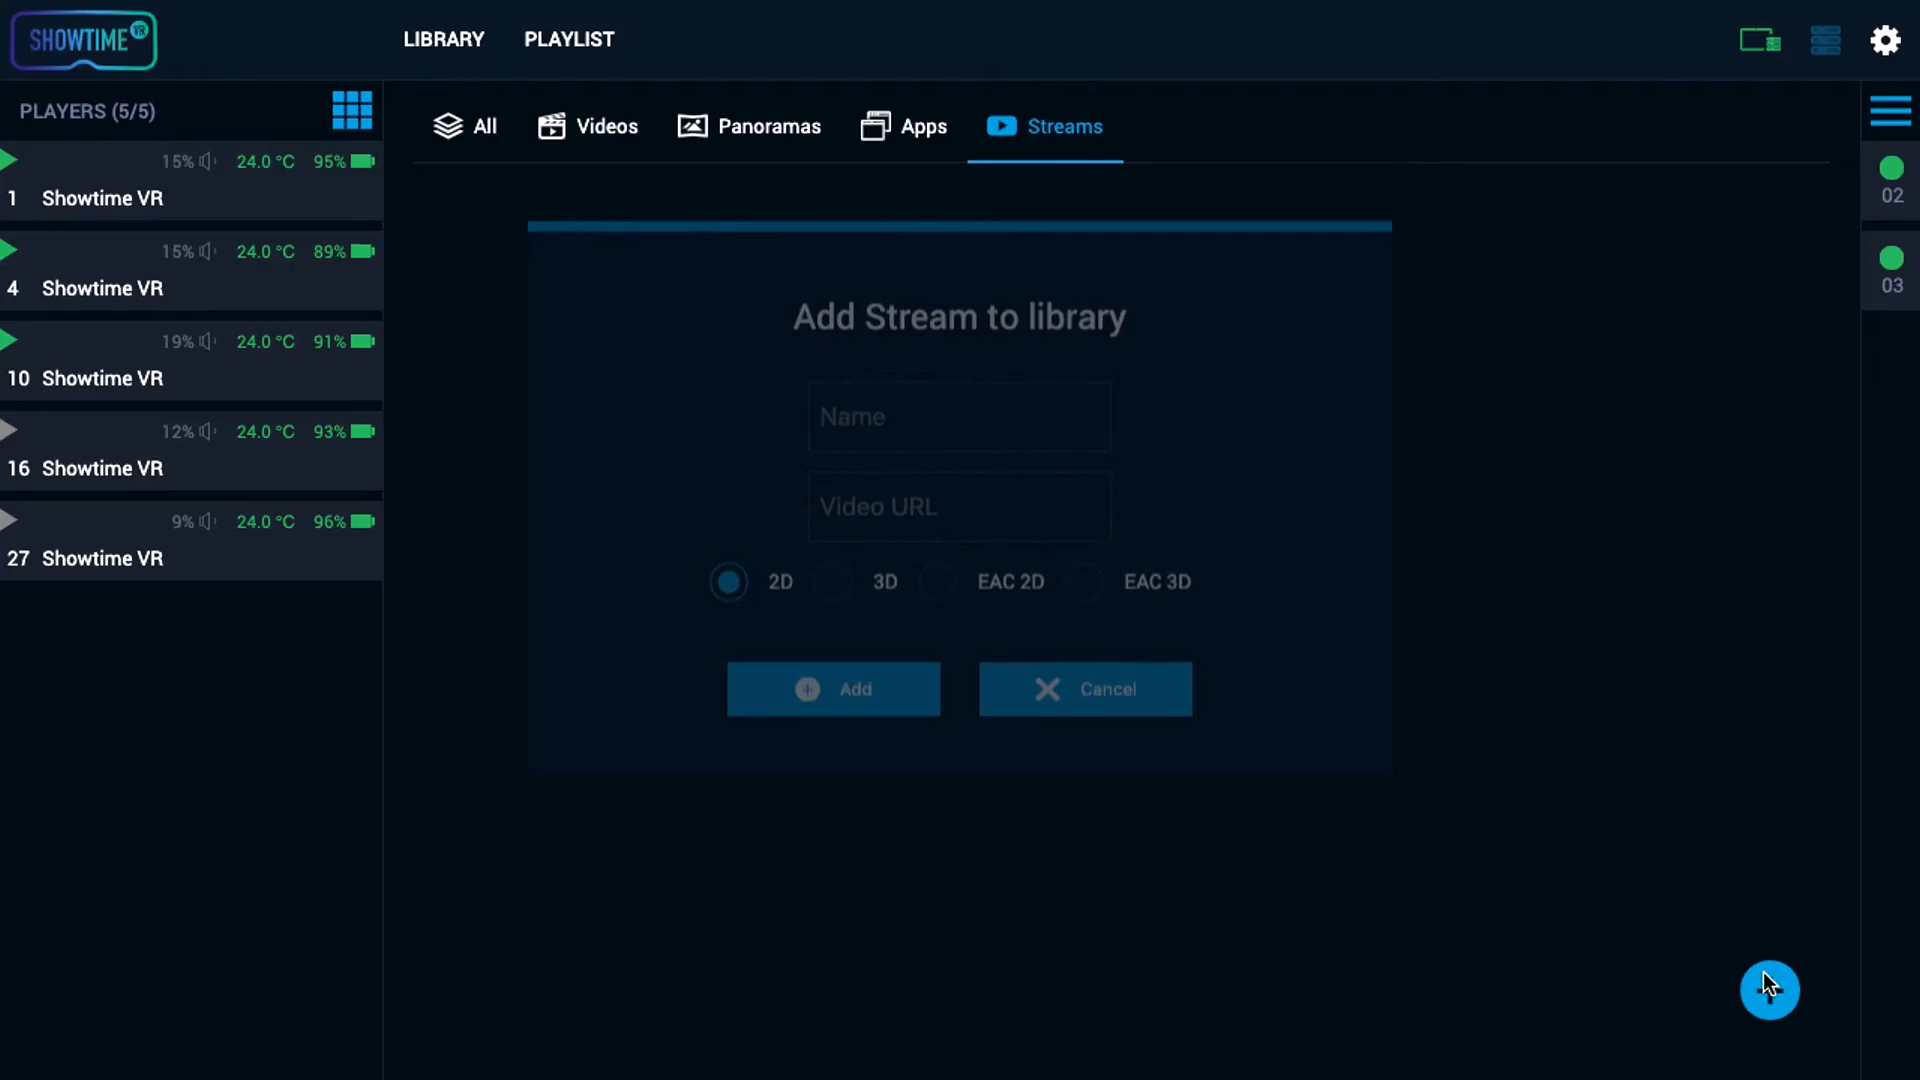 SHOWTIME VR
LIBRARY
PLAYLIST
PLAYERS (5/5)
All
Videos
Panoramas
Apps
Streams
15% 24.0 °C 95%
1 Showtime VR
15% 24.0 °C 89%
4 Showtime VR
19% 24.0 °C 91%
10 Showtime VR
12% 24.0 °C 93%
16 Showtime VR
9% 24.0 °C 96%
27 Showtime VR
Add Stream to library
Name
Video URL
2D 3D EAC 2D EAC 3D
Add
Cancel
02
03